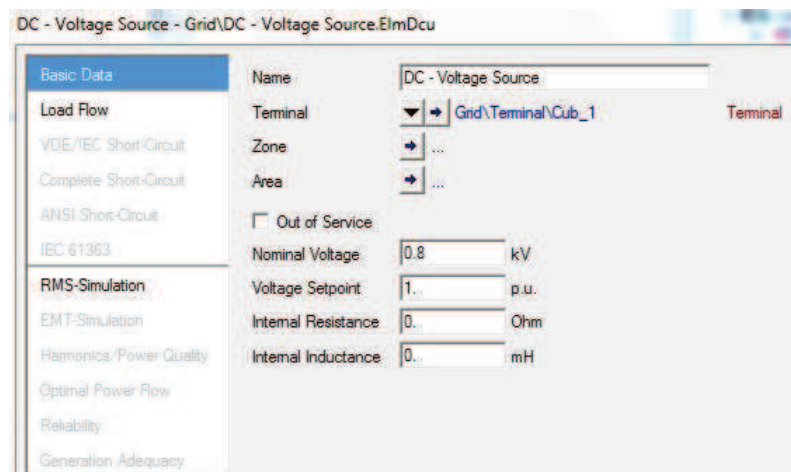 DC - Voltage Source - Grid\DC - Voltage Source.ElmDcu
Basic Data
Load Flow
VDE/IEC Short-Circuit
Complete Short-Circuit
ANSI Short-Circuit
IEC 61363
RMS-Simulation
EMT-Simulation
Harmonics/Power Quality
Optimal Power Flow
Reliability
Generation Adequacy
Name DC - Voltage Source
Terminal Grid\Terminal\Cub_1 Terminal
Zone ...
Area ...
Out of Service
Nominal Voltage 0.8 kV
Voltage Setpoint 1. p.u.
Internal Resistance 0. Ohm
Internal Inductance 0. mH